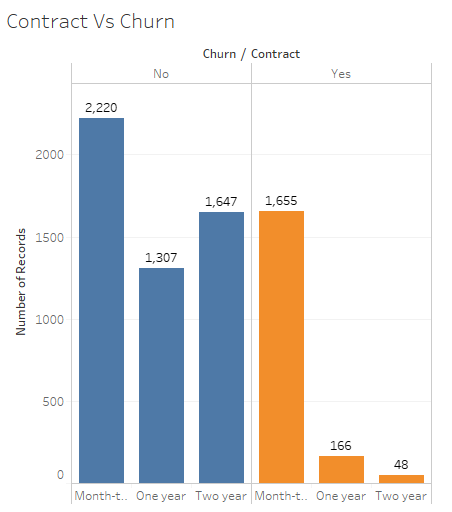 Contract Vs Churn
Churn / Contract
No Yes
2,220
1,307
1,647
1,655
166
48
Number of Records
2000
1500
1000
500
0
Month-t.. One year Two year Month-t.. One year Two year